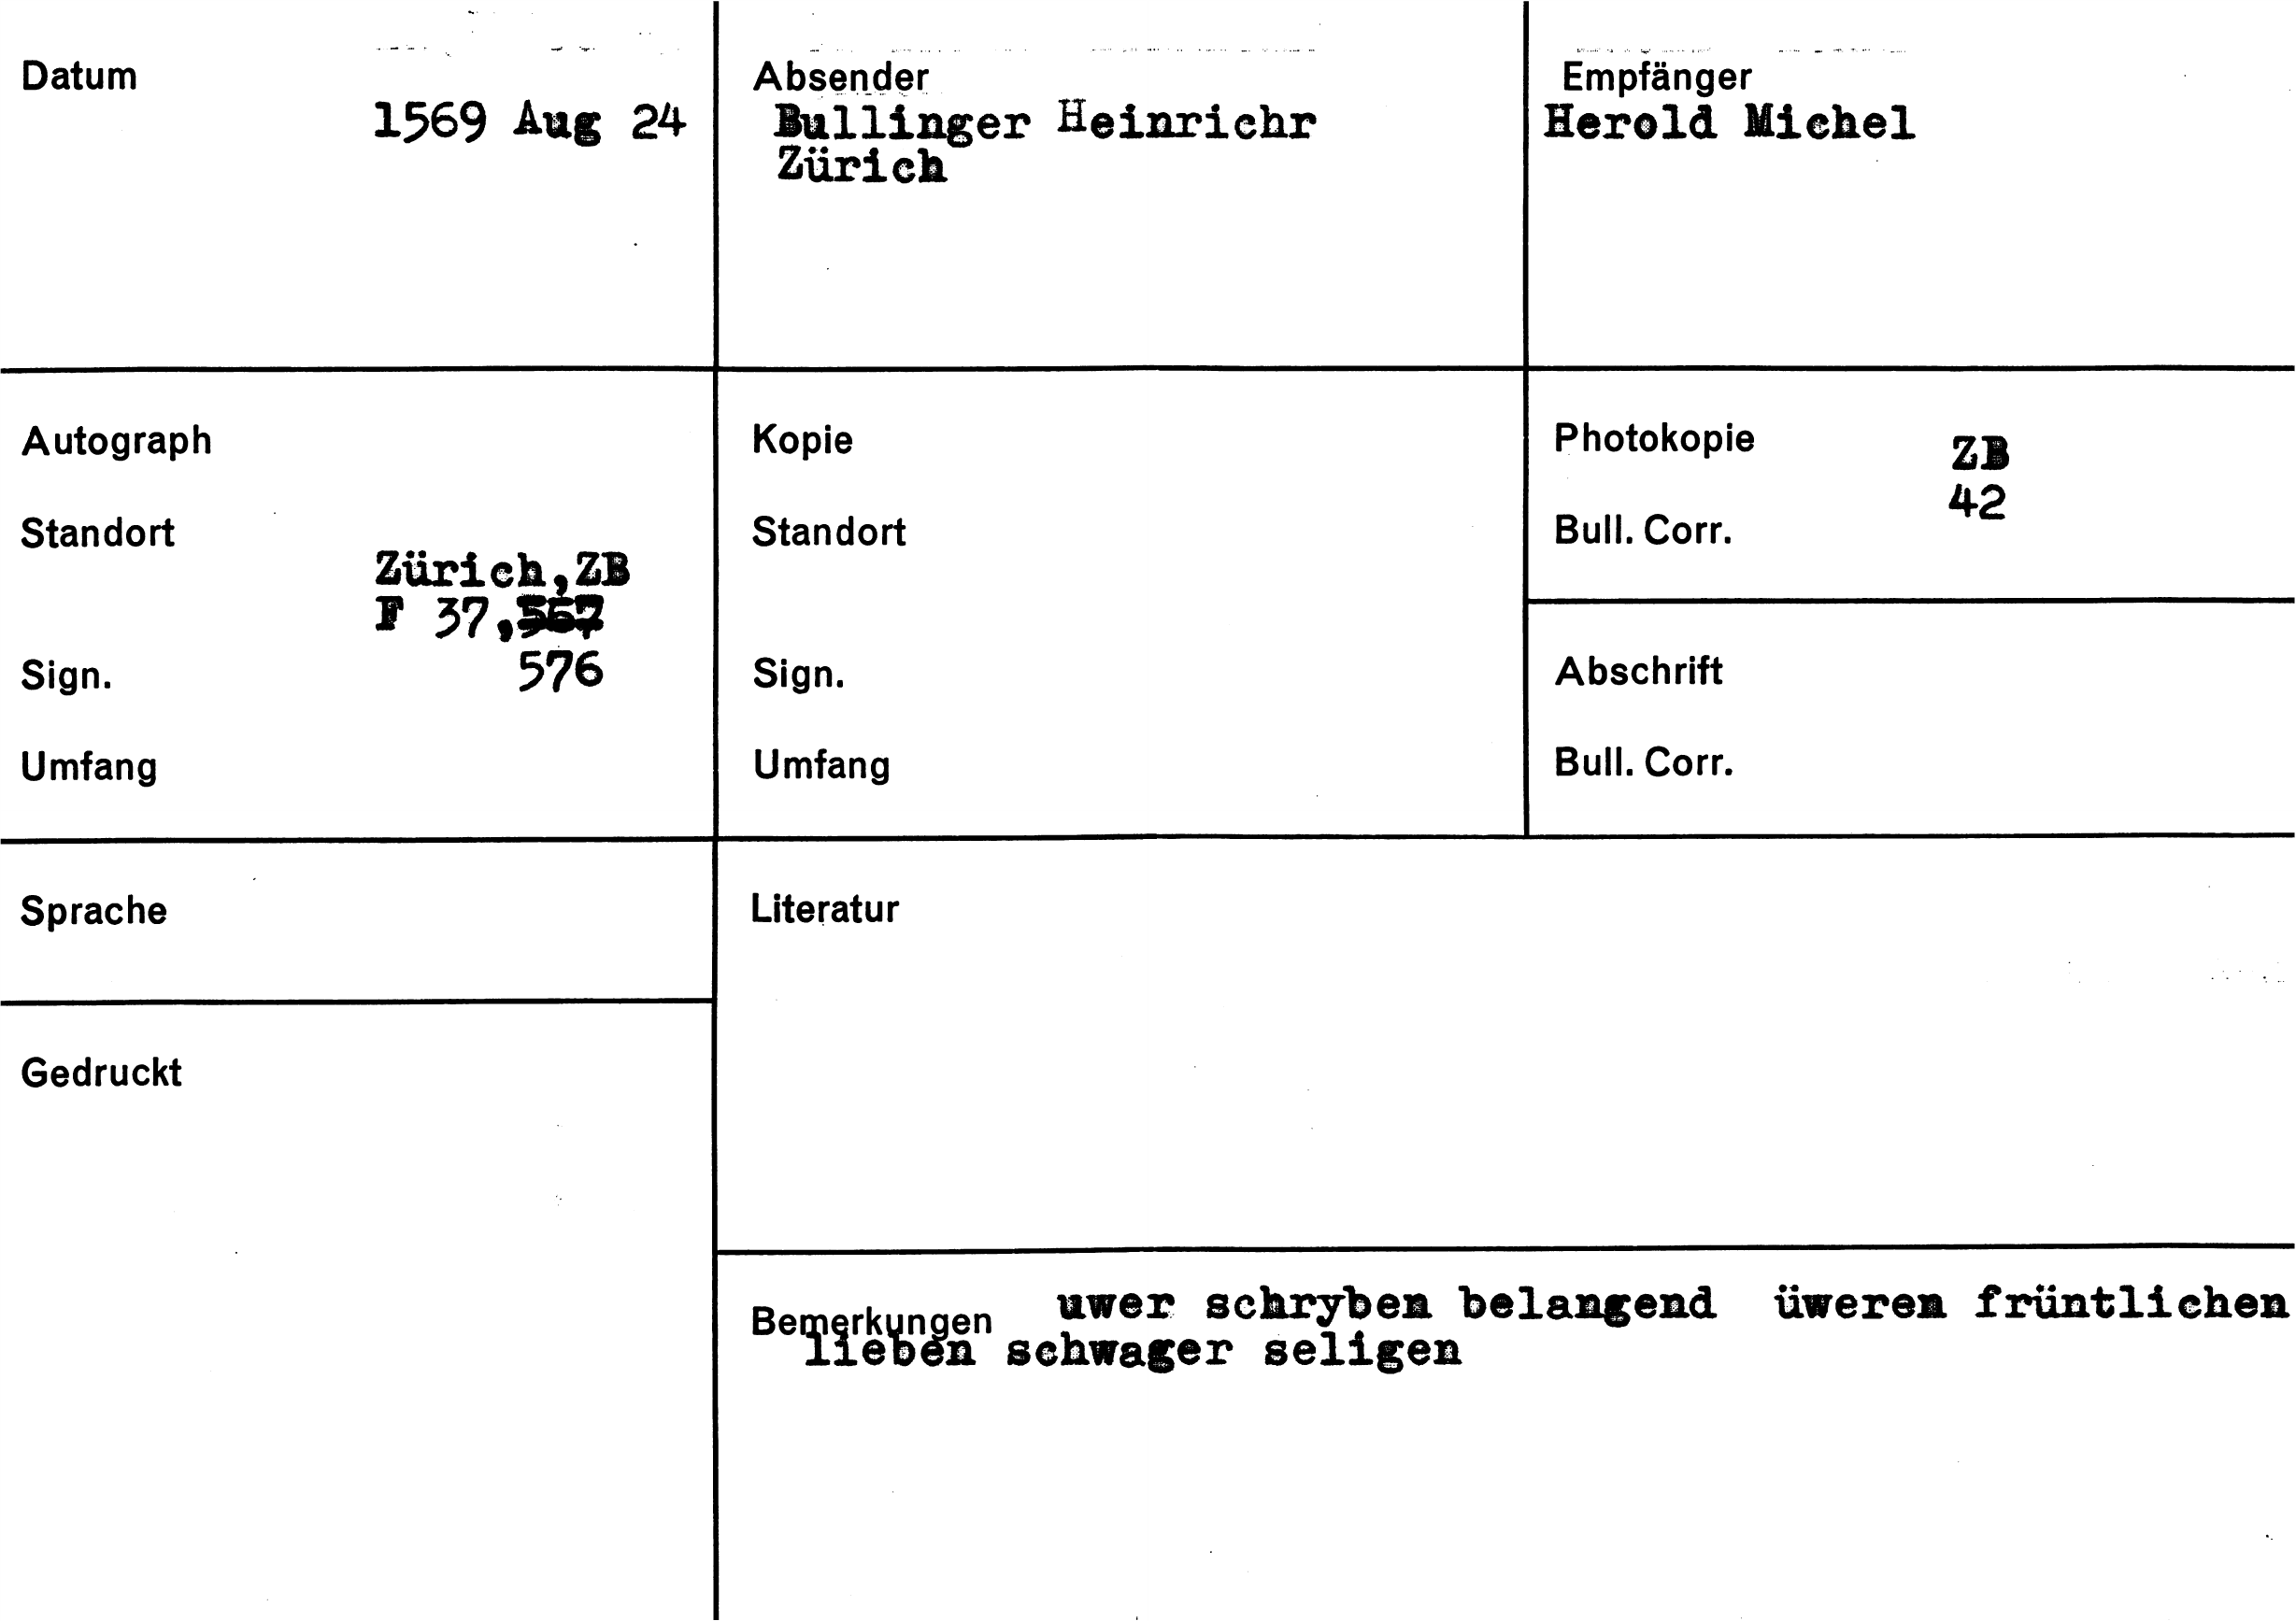 Datum
1569 Aug 24
Absender
Bullinger Heinrichr
Zürich
Empfänger
Herold Michel
Autograph
Standort
Zürich,ZB
F 37,
576
Sign.
Umfang
Kopie
Standort
Sign.
Umfang
Photokopie ZB
42
Bull. Corr.
Abschrift
Bull. Corr.
Sprache
Literatur
Gedruckt
Bemerkungen uwer schryben belangend üweren früntlichen
lieben schwager seligen